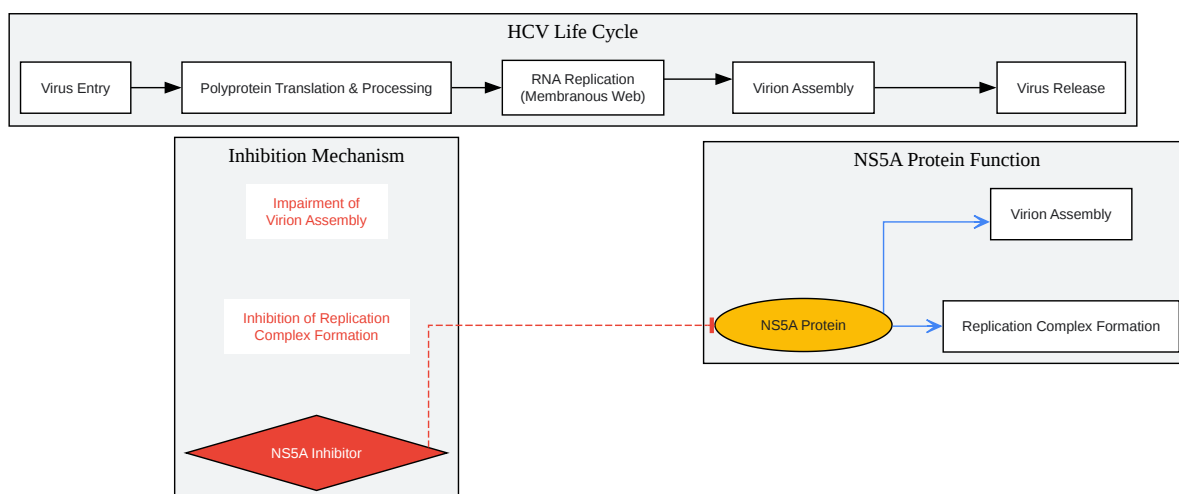 HCV Life Cycle
Virus Entry
Polyprotein Translation & Processing
RNA Replication
(Membranous Web)
Virion Assembly
Virus Release
Inhibition Mechanism
Impairment of
Virion Assembly
Inhibition of Replication
Complex Formation
NS5A Inhibitor
NS5A Protein Function
Virion Assembly
NS5A Protein
Replication Complex Formation